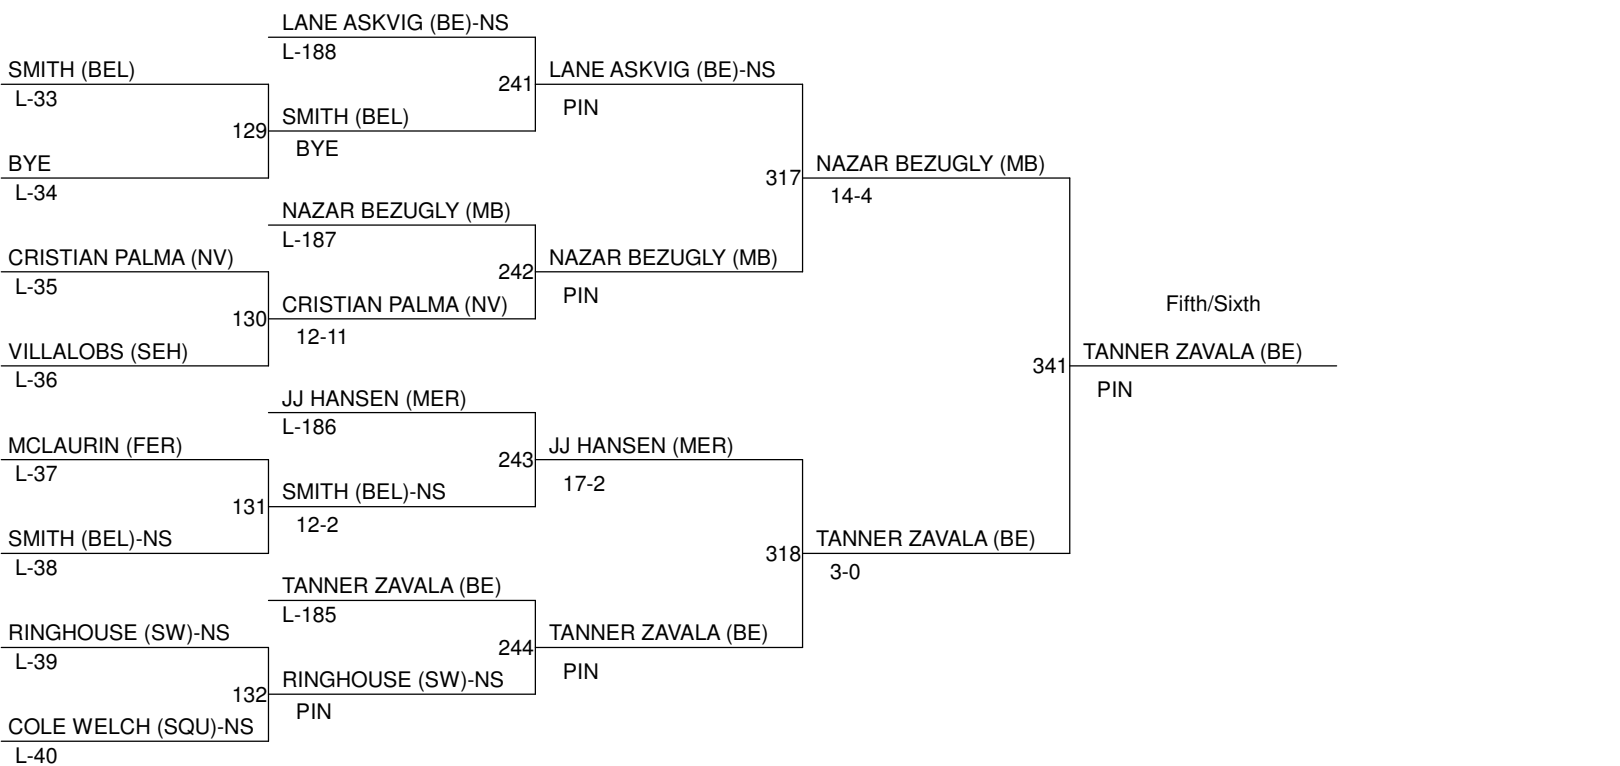 LANE ASKVIG (BE)-NS
L-188
SMITH (BEL)
L-33
241
LANE ASKVIG (BE)-NS
PIN
129
SMITH (BEL)
BYE
BYE
L-34
317
NAZAR BEZUGLY (MB)
14-4
NAZAR BEZUGLY (MB)
L-187
CRISTIAN PALMA (NV)
L-35
242
NAZAR BEZUGLY (MB)
PIN
130
CRISTIAN PALMA (NV)
12-11
Fifth/Sixth
VILLALOBS (SEH)
L-36
341
TANNER ZAVALA (BE)
PIN
JJ HANSEN (MER)
L-186
MCLAURIN (FER)
L-37
243
JJ HANSEN (MER)
17-2
131
SMITH (BEL)-NS
12-2
SMITH (BEL)-NS
L-38
318
TANNER ZAVALA (BE)
3-0
TANNER ZAVALA (BE)
L-185
RINGHOUSE (SW)-NS
L-39
244
TANNER ZAVALA (BE)
PIN
132
RINGHOUSE (SW)-NS
PIN
COLE WELCH (SQU)-NS
L-40